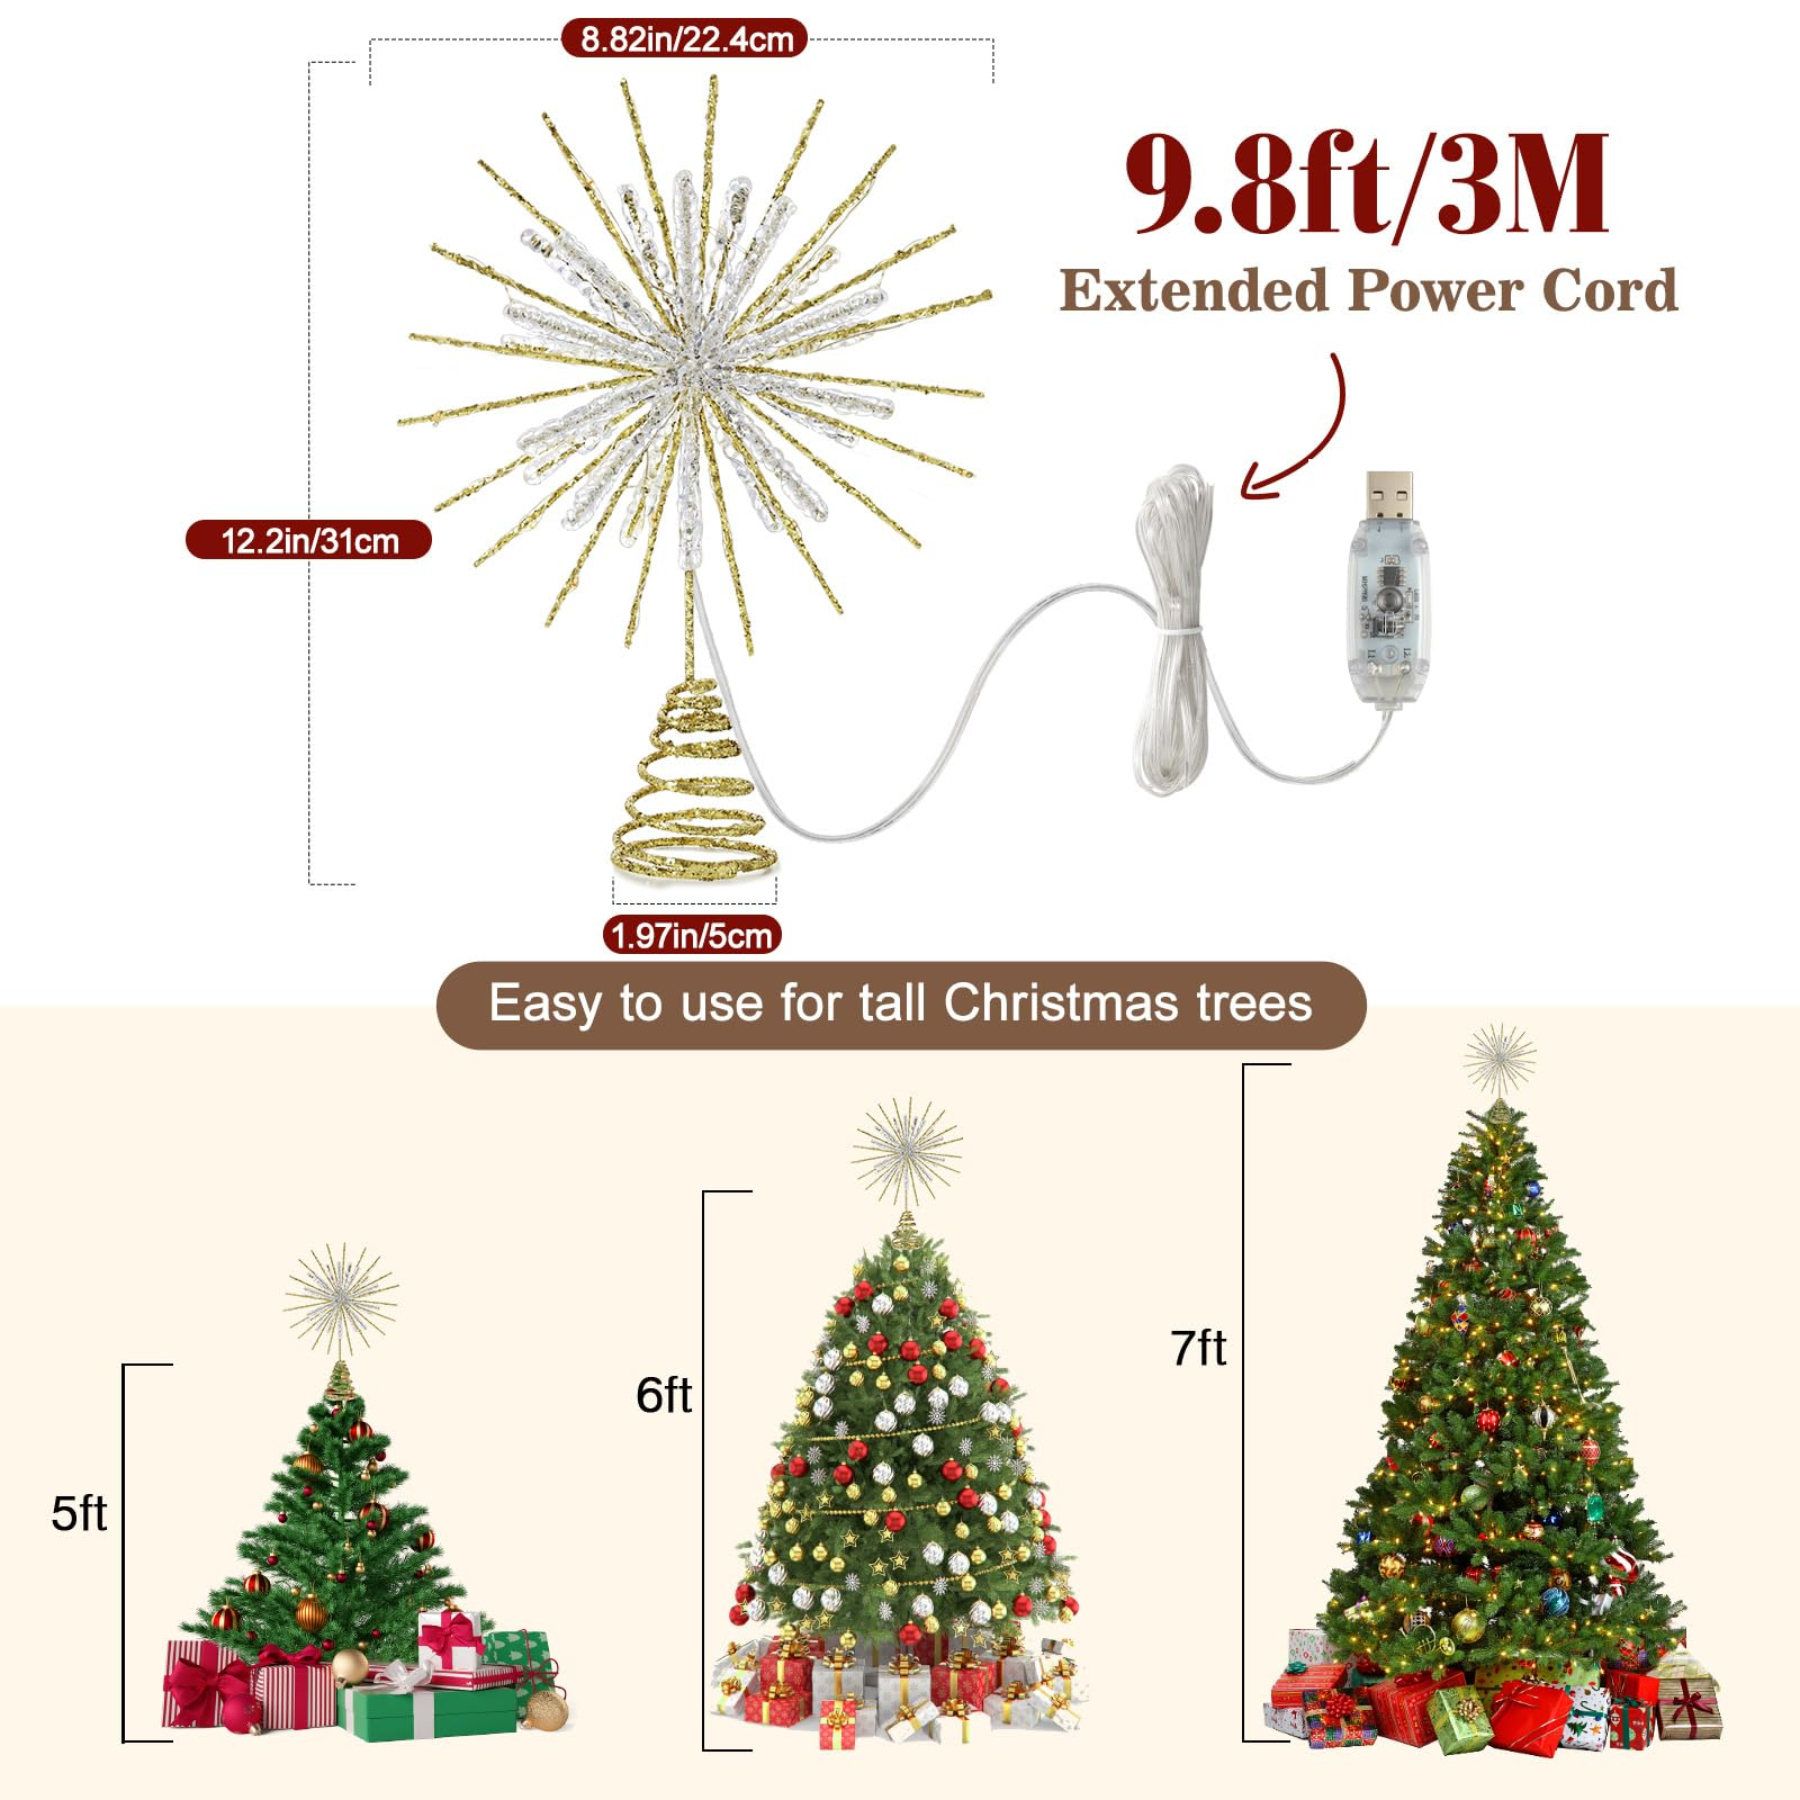 8.82in/22.4cm
9.8ft/3M
Extended Power Cord
12.2in/31cm
1.97in/5cm
Easy to use for tall Christmas trees
5ft
6ft
7ft